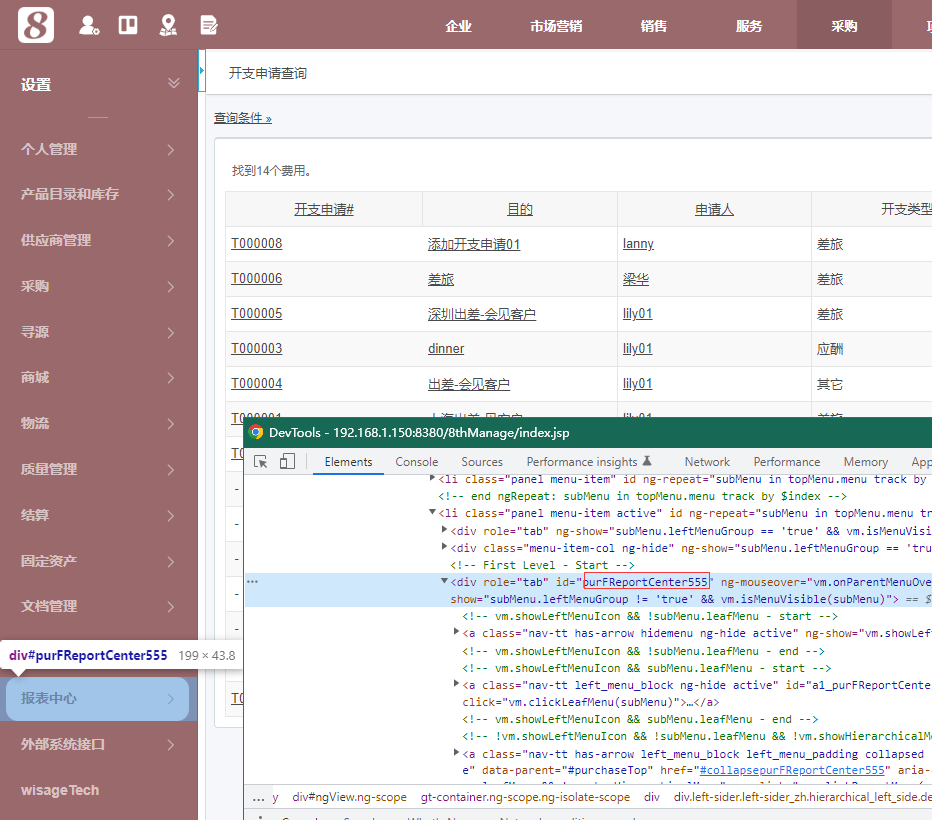 8
企业 市场营销 销售 服务 采购
设置
开支申请查询
查询条件 »
个人管理
产品目录和库存
供应商管理
采购
寻源
商城
物流
质量管理
结算
固定资产
文档管理
报表中心
外部系统接口
wisageTech
找到14个费用。
开支申请# 目的 申请人 开支类型
T000008 添加开支申请01 lanny 差旅
T000006 差旅 梁华 差旅
T000005 深圳出差-会见客户 lily01 差旅
T000003 dinner lily01 应酬
T000004 出差-会见客户 lily01 其它
T000001 上海出差-见客户 lily01 差旅
div#purFReportCenter555 199 × 43.8
DevTools - 192.168.1.150:8380/8thManage/index.jsp
Elements Console Sources Performance insights Network Performance Memory App
<li class="panel menu-item" id ng-repeat="subMenu in topMenu.menu track by
<!-- end ngRepeat: subMenu in topMenu.menu track by $index -->
<li class="panel menu-item active" id ng-repeat="subMenu in topMenu.menu tr
<div role="tab" ng-show="subMenu.leftMenuGroup == 'true' && vm.isMenuVisi
<div class="menu-item-col ng-hide" ng-show="subMenu.leftMenuGroup == 'tru
<!-- First Level - Start -->
<div role="tab" id="purFReportCenter555" ng-mouseover="vm.onParentMenuOve
show="subMenu.leftMenuGroup != 'true' && vm.isMenuVisible(subMenu)"> == $
<!-- vm.showLeftMenuIcon && !subMenu.leafMenu - start -->
<a class="nav-tt has-arrow hidemenu ng-hide active" ng-show="vm.showLef
<!-- vm.showLeftMenuIcon && !subMenu.leafMenu - end -->
<!-- vm.showLeftMenuIcon && subMenu.leafMenu - start -->
<a class="nav-tt left_menu_block ng-hide active" id="a1_purFReportCente
click="vm.clickLeafMenu(subMenu)">…</a>
<!-- vm.showLeftMenuIcon && subMenu.leafMenu - end -->
<!-- !vm.showLeftMenuIcon && !subMenu.leafMenu && !vm.showHierarchicalM
<a class="nav-tt has-arrow left_menu_block left_menu_padding collapsed
e" data-parent="#purchaseTop" href="#collapsepurFReportCenter555" aria-
... y div#ngView.ng-scope gt-container.ng-scope.ng-isolate-scope div div.left-sider.left-sider_zh.hierarchical_left_side.de